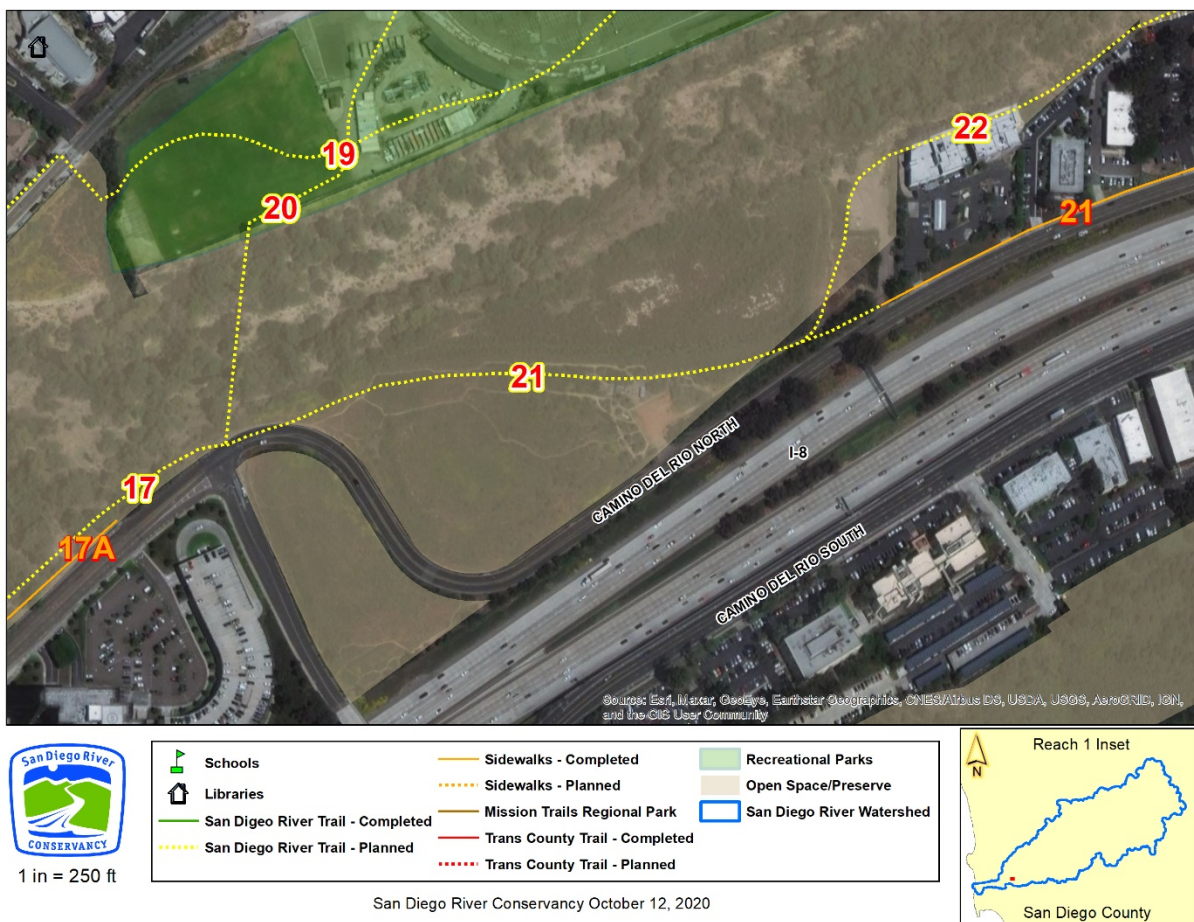 19
20
22
21
21
17
17A
CAMINO DEL RIO NORTH
I-8
CAMINO DEL RIO SOUTH
Source: Esri, Maxar, GeoEye, Earthstar Geographics, CNES/Airbus DS, USDA, USGS, AeroGRID, IGN,
and the GIS User Community
San Diego River
CONSERVANCY
1 in = 250 ft
Schools
Libraries
San Digeo River Trail - Completed
San Diego River Trail - Planned
Sidewalks - Completed
Sidewalks - Planned
Mission Trails Regional Park
Trans County Trail - Completed
Trans County Trail - Planned
Recreational Parks
Open Space/Preserve
San Diego River Watershed
N
Reach 1 Inset
San Diego County
San Diego River Conservancy October 12, 2020